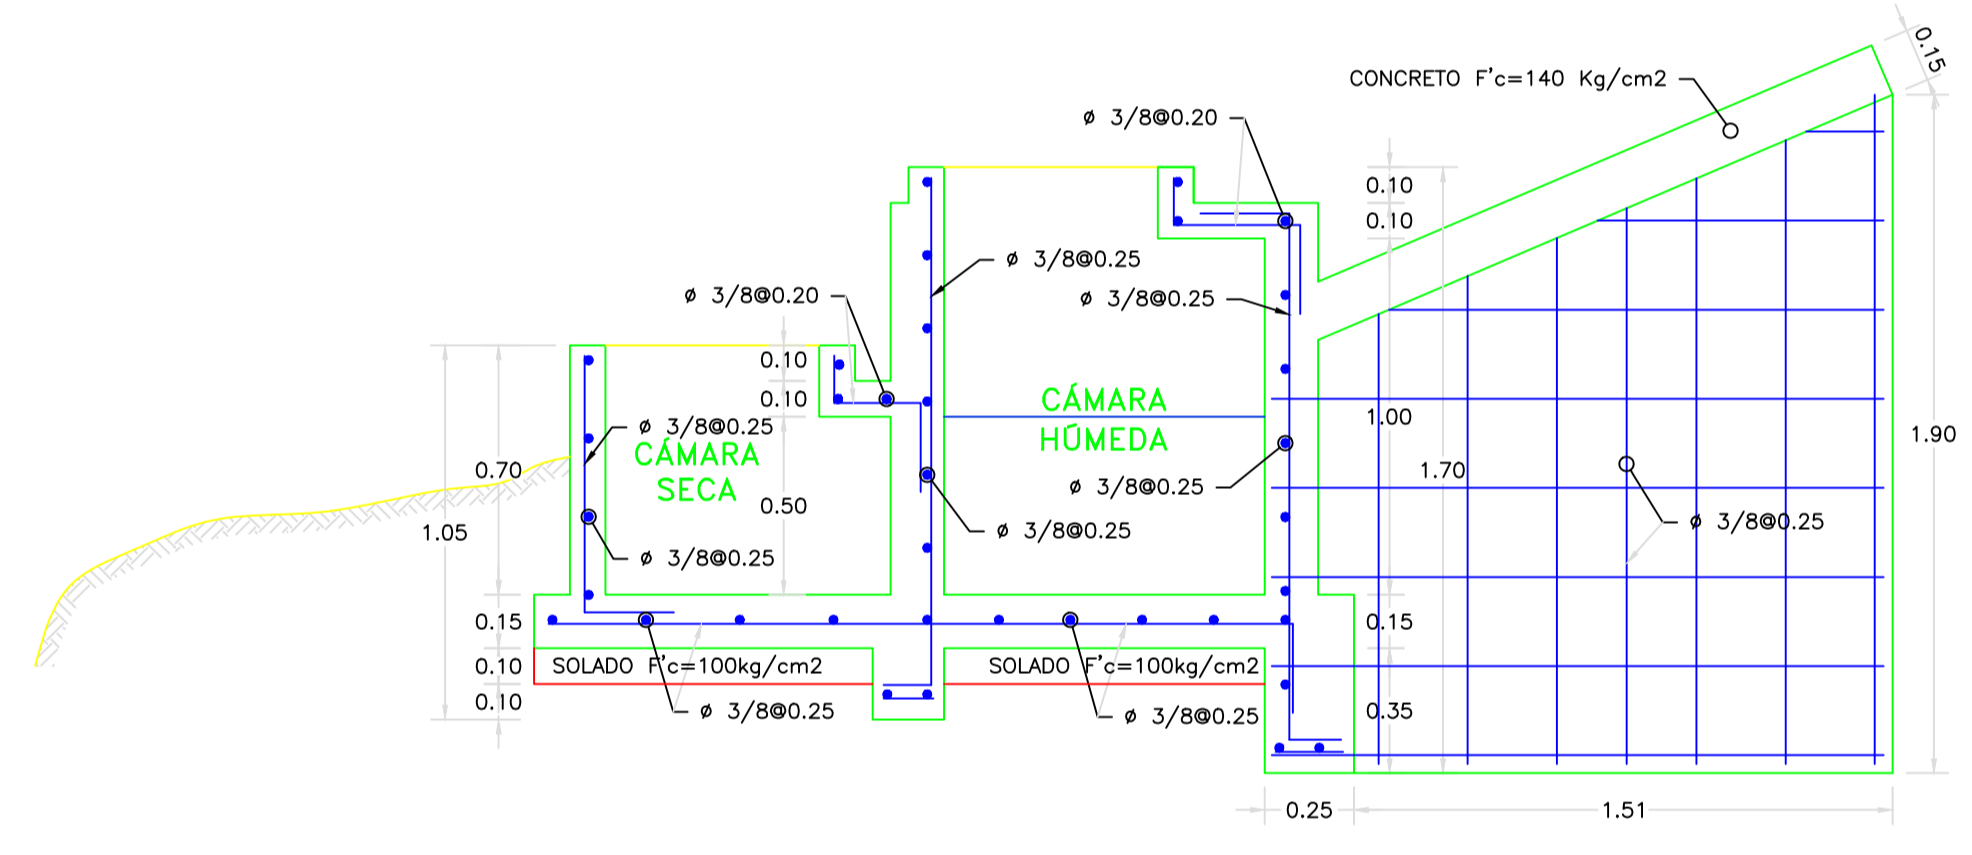 0.15
CONCRETO F'c=140 Kg/cm2
ø 3/8@0.20
0.10
0.10
ø 3/8@0.25
ø 3/8@0.20
ø 3/8@0.25
0.10
0.10
CÁMARA
HÚMEDA
1.00
ø 3/8@0.25
CÁMARA
SECA
1.90
0.70
1.70
ø 3/8@0.25
0.50
ø 3/8@0.25
ø 3/8@0.25
1.05
ø 3/8@0.25
0.15
0.15
0.10
SOLADO F'c=100kg/cm2
SOLADO F'c=100kg/cm2
0.10
ø 3/8@0.25
ø 3/8@0.25
0.35
0.25
1.51